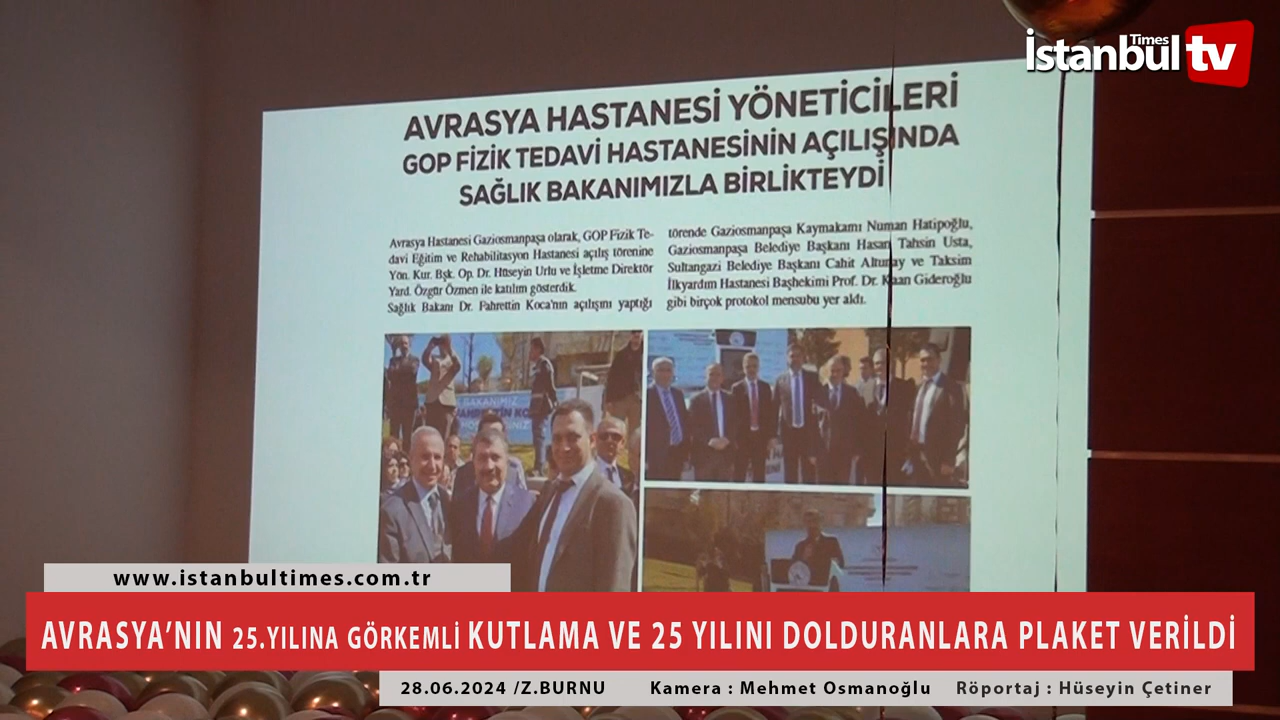 İstanbul Times tv
AVRASYA HASTANESİ YÖNETİCİLERİ
GOP FİZİK TEDAVİ HASTANESİNİN AÇILIŞINDA
SAĞLIK BAKANIMIZLA BİRLİKTEYDİ
Avrasya Hastanesi Gaziosmanpaşa olarak, GOP Fizik Te-
davi Eğitim ve Rehabilitasyon Hastanesi açılış törenine
Yön. Kur. Bşk. Op. Dr. Hüseyin Urlu ve İşletme Direktör
Yard. Özgür Özmen ile katılım gösterdik.
Sağlık Bakanı Dr. Fahrettin Koca'nın açılışını yaptığı
törende Gaziosmanpaşa Kaymakamı Numan Hatipoğlu,
Gaziosmanpaşa Belediye Başkanı Hasan Tahsin Usta,
Sultangazi Belediye Başkanı Cahit Altunay ve Taksim
İlkyardım Hastanesi Başhekimi Prof. Dr. Kaan Gideroğlu
gibi birçok protokol mensubu yer aldı.
BAKANIMIZ
www.istanbultimes.com.tr
AVRASYA’NIN 25.YILINA GÖRKEMLİ KUTLAMA VE 25 YILINI DOLDURANLARA PLAKET VERİLDİ
28.06.2024 /Z.BURNU Kamera : Mehmet Osmanoğlu Röportaj : Hüseyin Çetiner